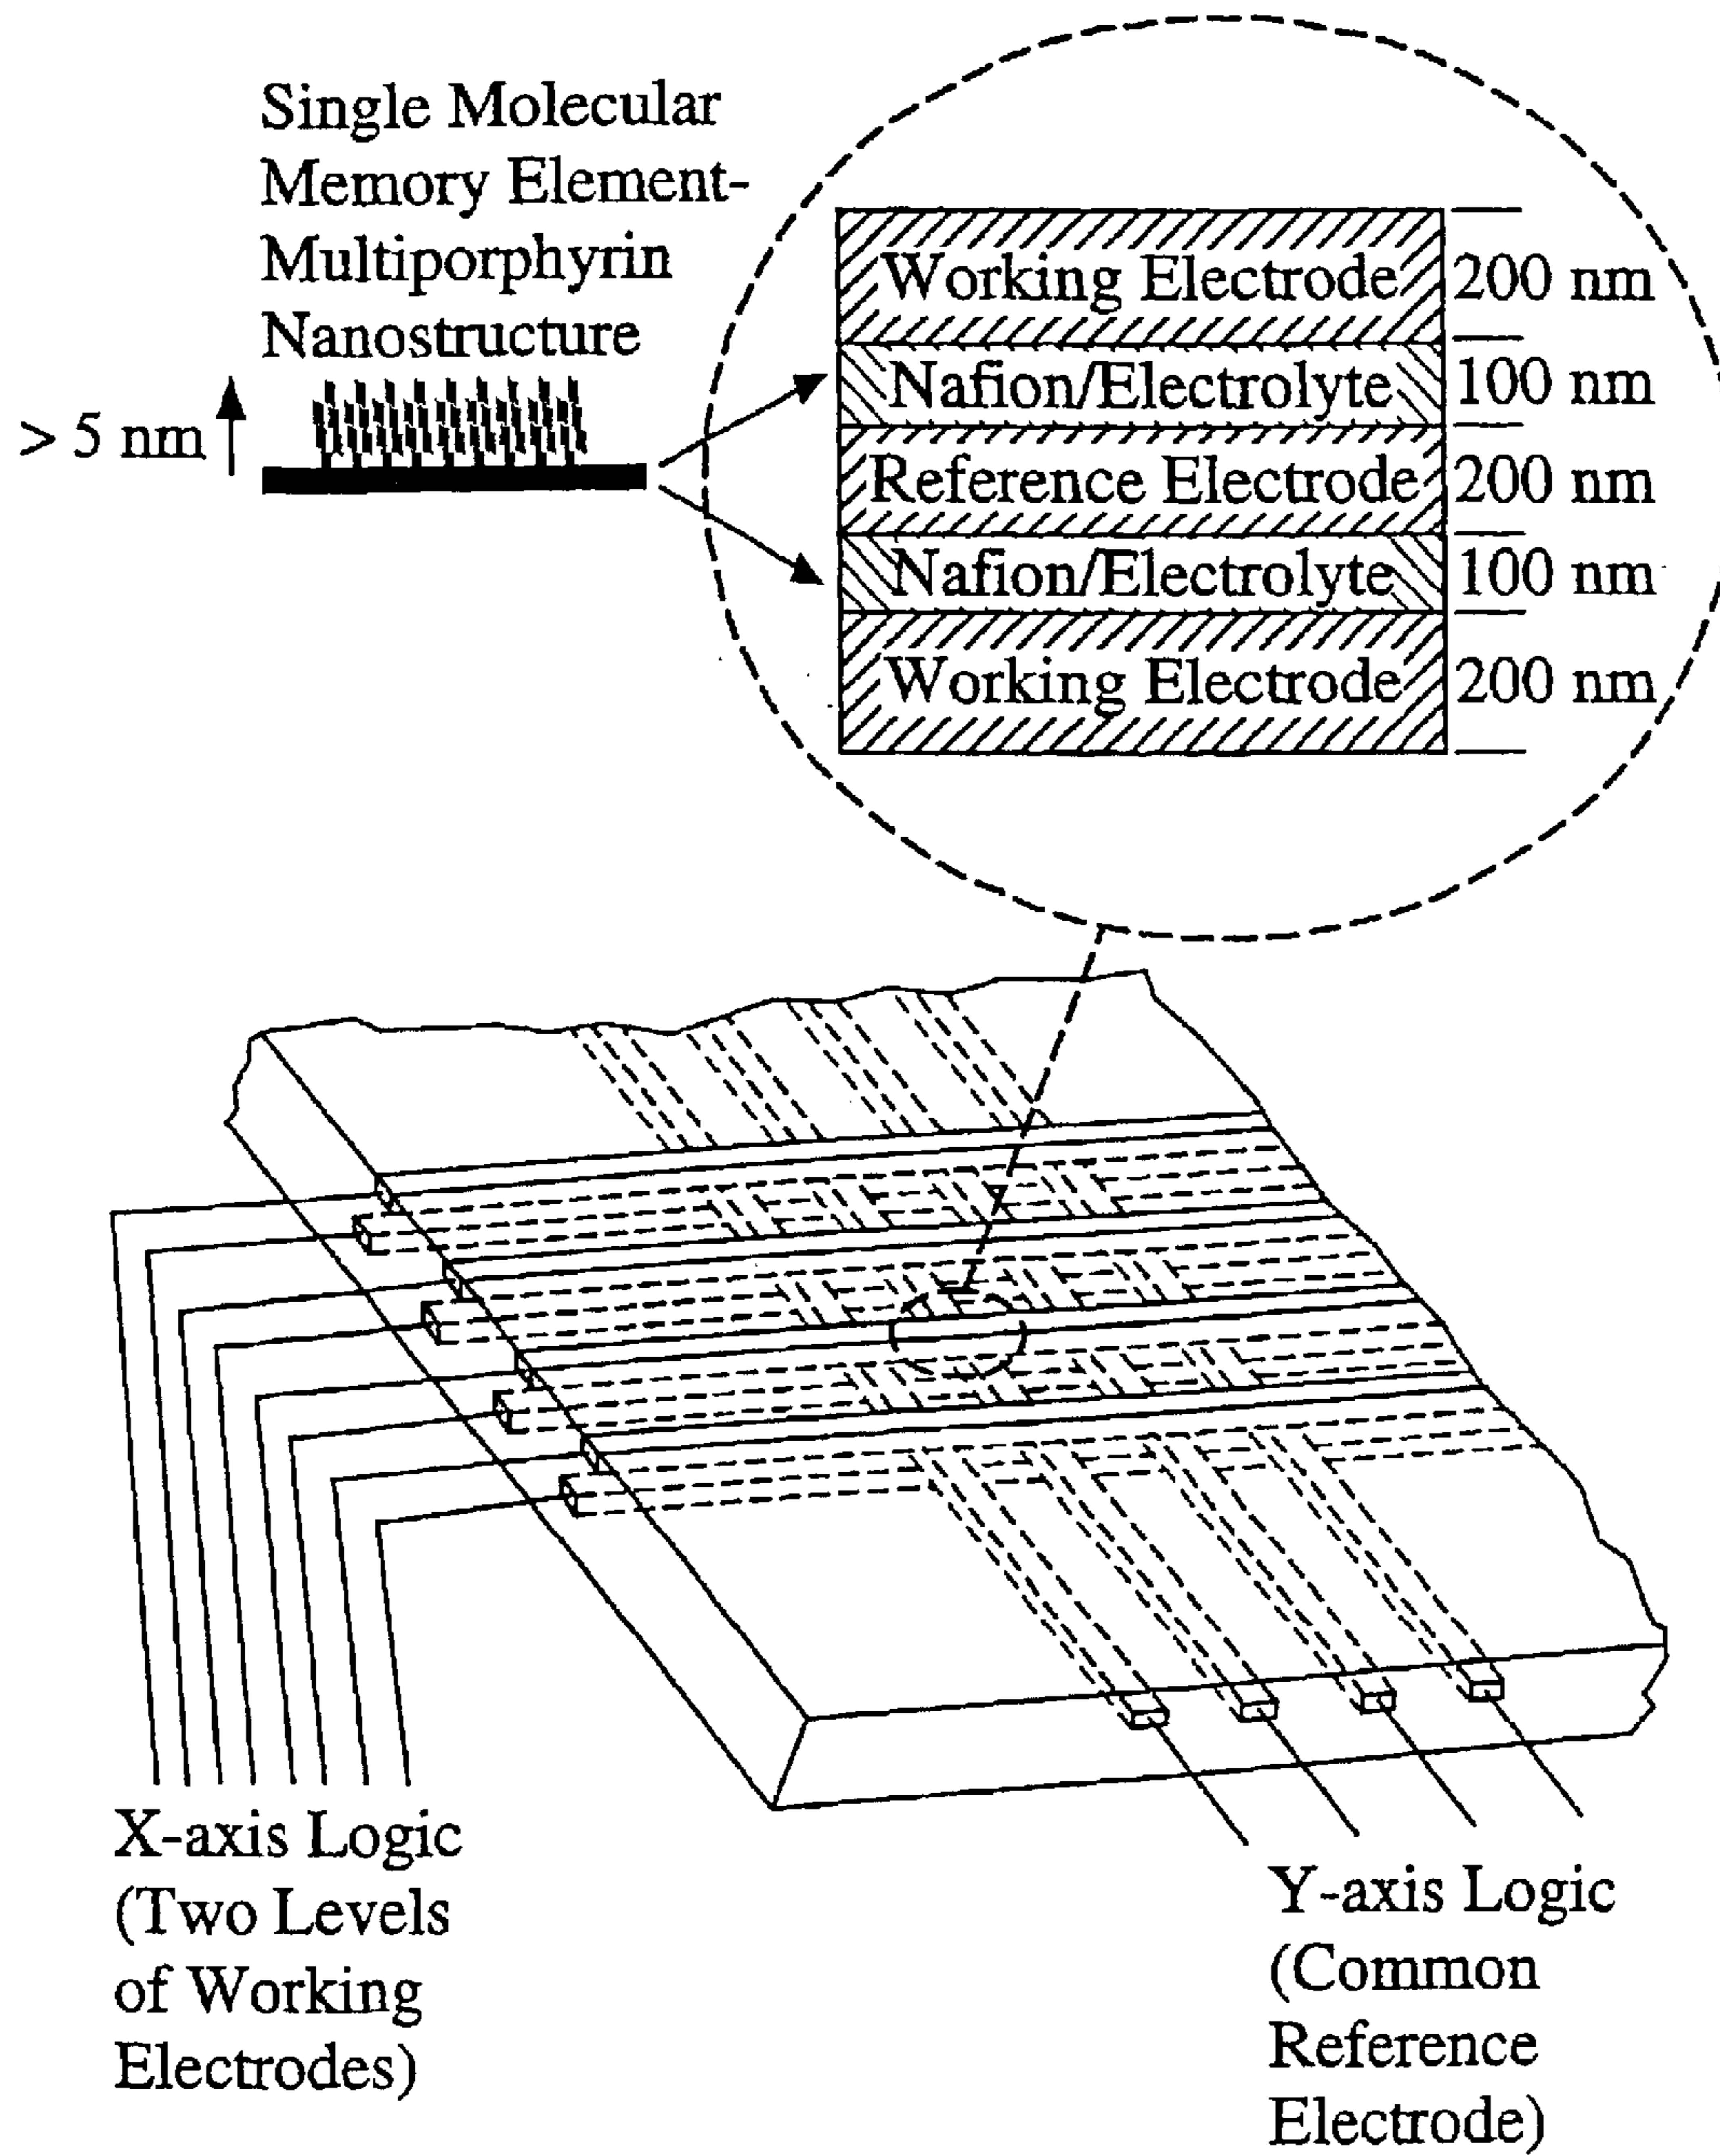 Single Molecular
Memory Element-
Multiporphyrin
Nanostructure
> 5 nm
Working Electrode 200 nm
Nafion/Electrolyte 100 nm
Reference Electrode 200 nm
Nafion/Electrolyte 100 nm
Working Electrode 200 nm
X-axis Logic
(Two Levels
of Working
Electrodes)
Y-axis Logic
(Common
Reference
Electrode)